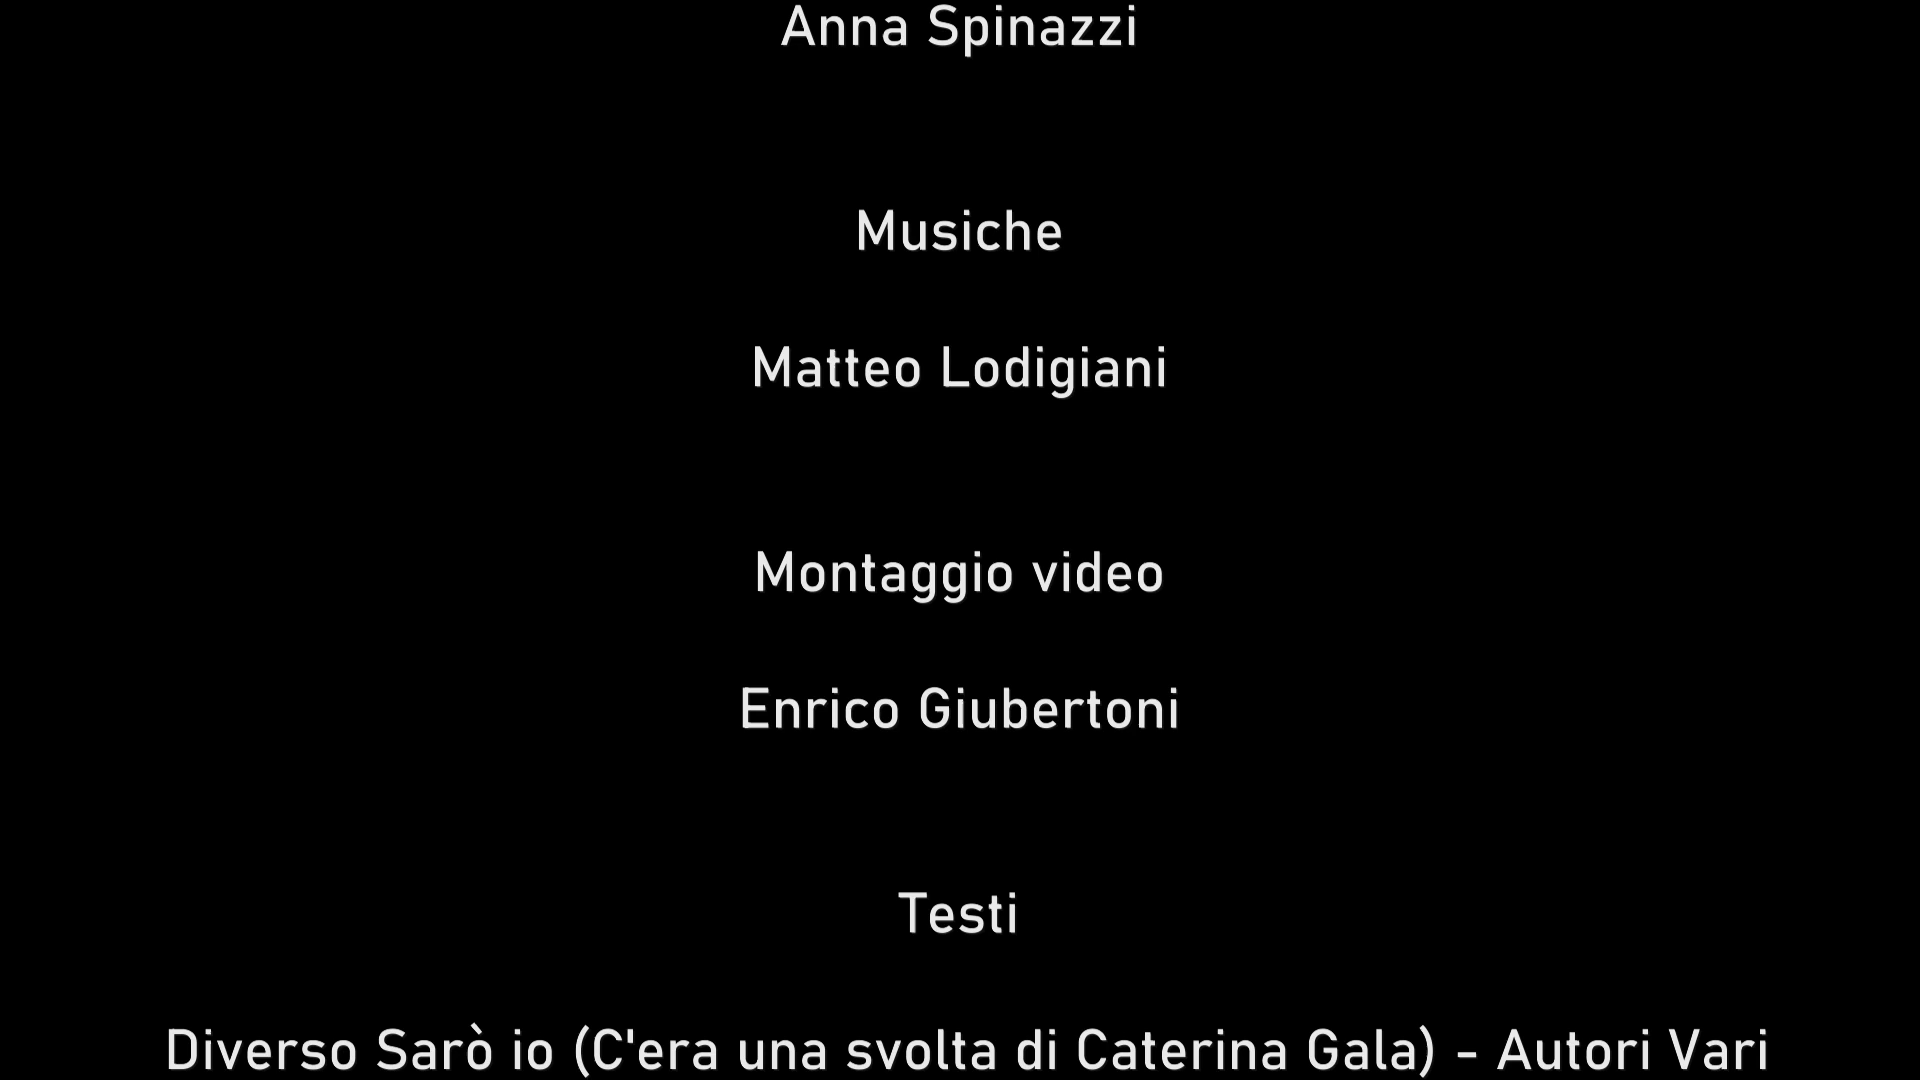 Anna Spinazzi
Musiche
Matteo Lodigiani
Montaggio video
Enrico Giubertoni
Testi
Diverso Sarò io (C'era una svolta di Caterina Gala) - Autori Vari